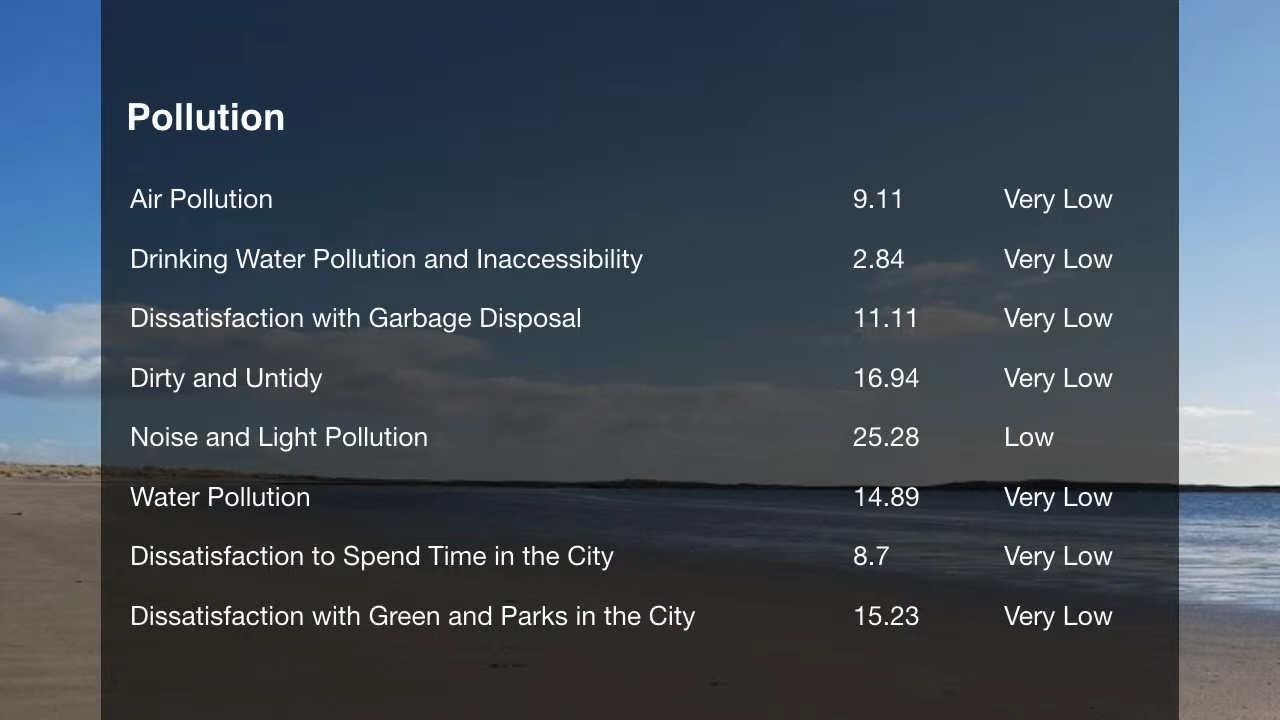 Pollution
Air Pollution 9.11 Very Low
Drinking Water Pollution and Inaccessibility 2.84 Very Low
Dissatisfaction with Garbage Disposal 11.11 Very Low
Dirty and Untidy 16.94 Very Low
Noise and Light Pollution 25.28 Low
Water Pollution 14.89 Very Low
Dissatisfaction to Spend Time in the City 8.7 Very Low
Dissatisfaction with Green and Parks in the City 15.23 Very Low